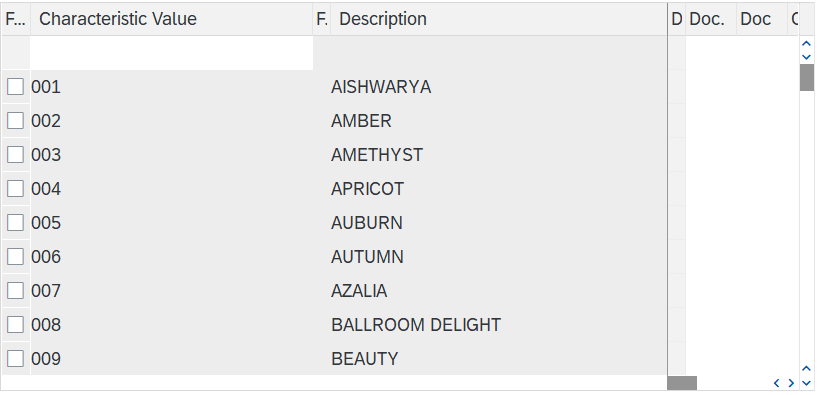 F... Characteristic Value F. Description D Doc. Doc
001 AISHWARYA
002 AMBER
003 AMETHYST
004 APRICOT
005 AUBURN
006 AUTUMN
007 AZALIA
008 BALLROOM DELIGHT
009 BEAUTY